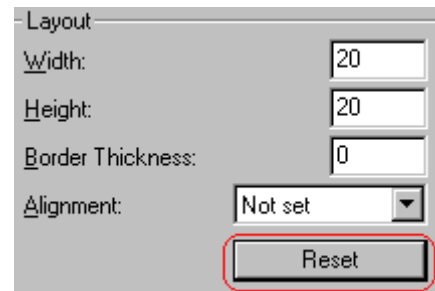 Layout
Width: 20
Height: 20
Border Thickness: 0
Alignment: Not set
Reset